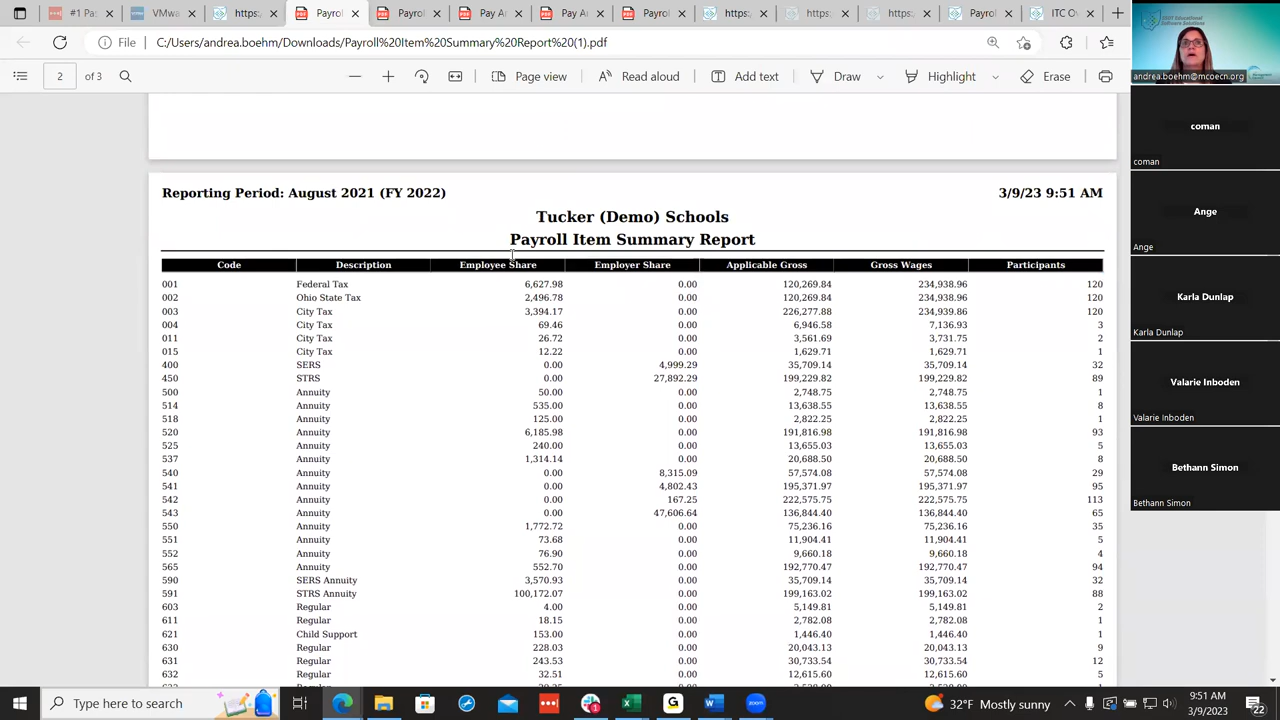 #1 Pa
VMw
https:
Payrol
Payrol
Payrol
Payrol
Payrol
https:
https:
https:
Payro
ITC O
File C:/Users/andrea.boehm/Downloads/Payroll%20Item%20Summary%20Report%20(1).pdf
2 of 3 Page view Read aloud Add text Draw Highlight Erase
Reporting Period: August 2021 (FY 2022) 3/9/23 9:51 AM
Tucker (Demo) Schools
Payroll Item Summary Report
Code Description Employee Share Employer Share Applicable Gross Gross Wages Participants
001 Federal Tax 6,627.98 0.00 120,269.84 234,938.96 120
002 Ohio State Tax 2,496.78 0.00 120,269.84 234,938.96 120
003 City Tax 3,394.17 0.00 226,277.88 234,939.86 120
004 City Tax 69.46 0.00 6,946.58 7,136.93 3
011 City Tax 26.72 0.00 3,561.69 3,731.75 2
015 City Tax 12.22 0.00 1,629.71 1,629.71 1
400 SERS 0.00 4,999.29 35,709.14 35,709.14 32
450 STRS 0.00 27,892.29 199,229.82 199,229.82 89
500 Annuity 50.00 0.00 2,748.75 2,748.75 1
514 Annuity 535.00 0.00 13,638.55 13,638.55 8
518 Annuity 125.00 0.00 2,822.25 2,822.25 1
520 Annuity 6,185.98 0.00 191,816.98 191,816.98 93
525 Annuity 240.00 0.00 13,655.03 13,655.03 5
537 Annuity 1,314.14 0.00 20,688.50 20,688.50 8
540 Annuity 0.00 8,315.09 57,574.08 57,574.08 29
541 Annuity 0.00 4,802.43 195,371.97 195,371.97 95
542 Annuity 0.00 167.25 222,575.75 222,575.75 113
543 Annuity 0.00 47,606.64 136,844.40 136,844.40 65
550 Annuity 1,772.72 0.00 75,236.16 75,236.16 35
551 Annuity 73.68 0.00 11,904.41 11,904.41 5
552 Annuity 76.90 0.00 9,660.18 9,660.18 4
565 Annuity 552.70 0.00 192,770.47 192,770.47 94
590 SERS Annuity 3,570.93 0.00 35,709.14 35,709.14 32
591 STRS Annuity 100,172.07 0.00 199,163.02 199,163.02 88
603 Regular 4.00 0.00 5,149.81 5,149.81 2
611 Regular 18.15 0.00 2,782.08 2,782.08 1
621 Child Support 153.00 0.00 1,446.40 1,446.40 1
630 Regular 228.03 0.00 20,043.13 20,043.13 9
631 Regular 243.53 0.00 30,733.54 30,733.54 12
632 Regular 32.51 0.00 12,615.60 12,615.60 5
andrea.boehm@mcoecn.org
coman
coman
Ange
Ange
Karla Dunlap
Karla Dunlap
Valarie Inboden
Valarie Inboden
Bethann Simon
Bethann Simon
Type here to search
zoom
32°F Mostly sunny
9:51 AM
3/9/2023
22